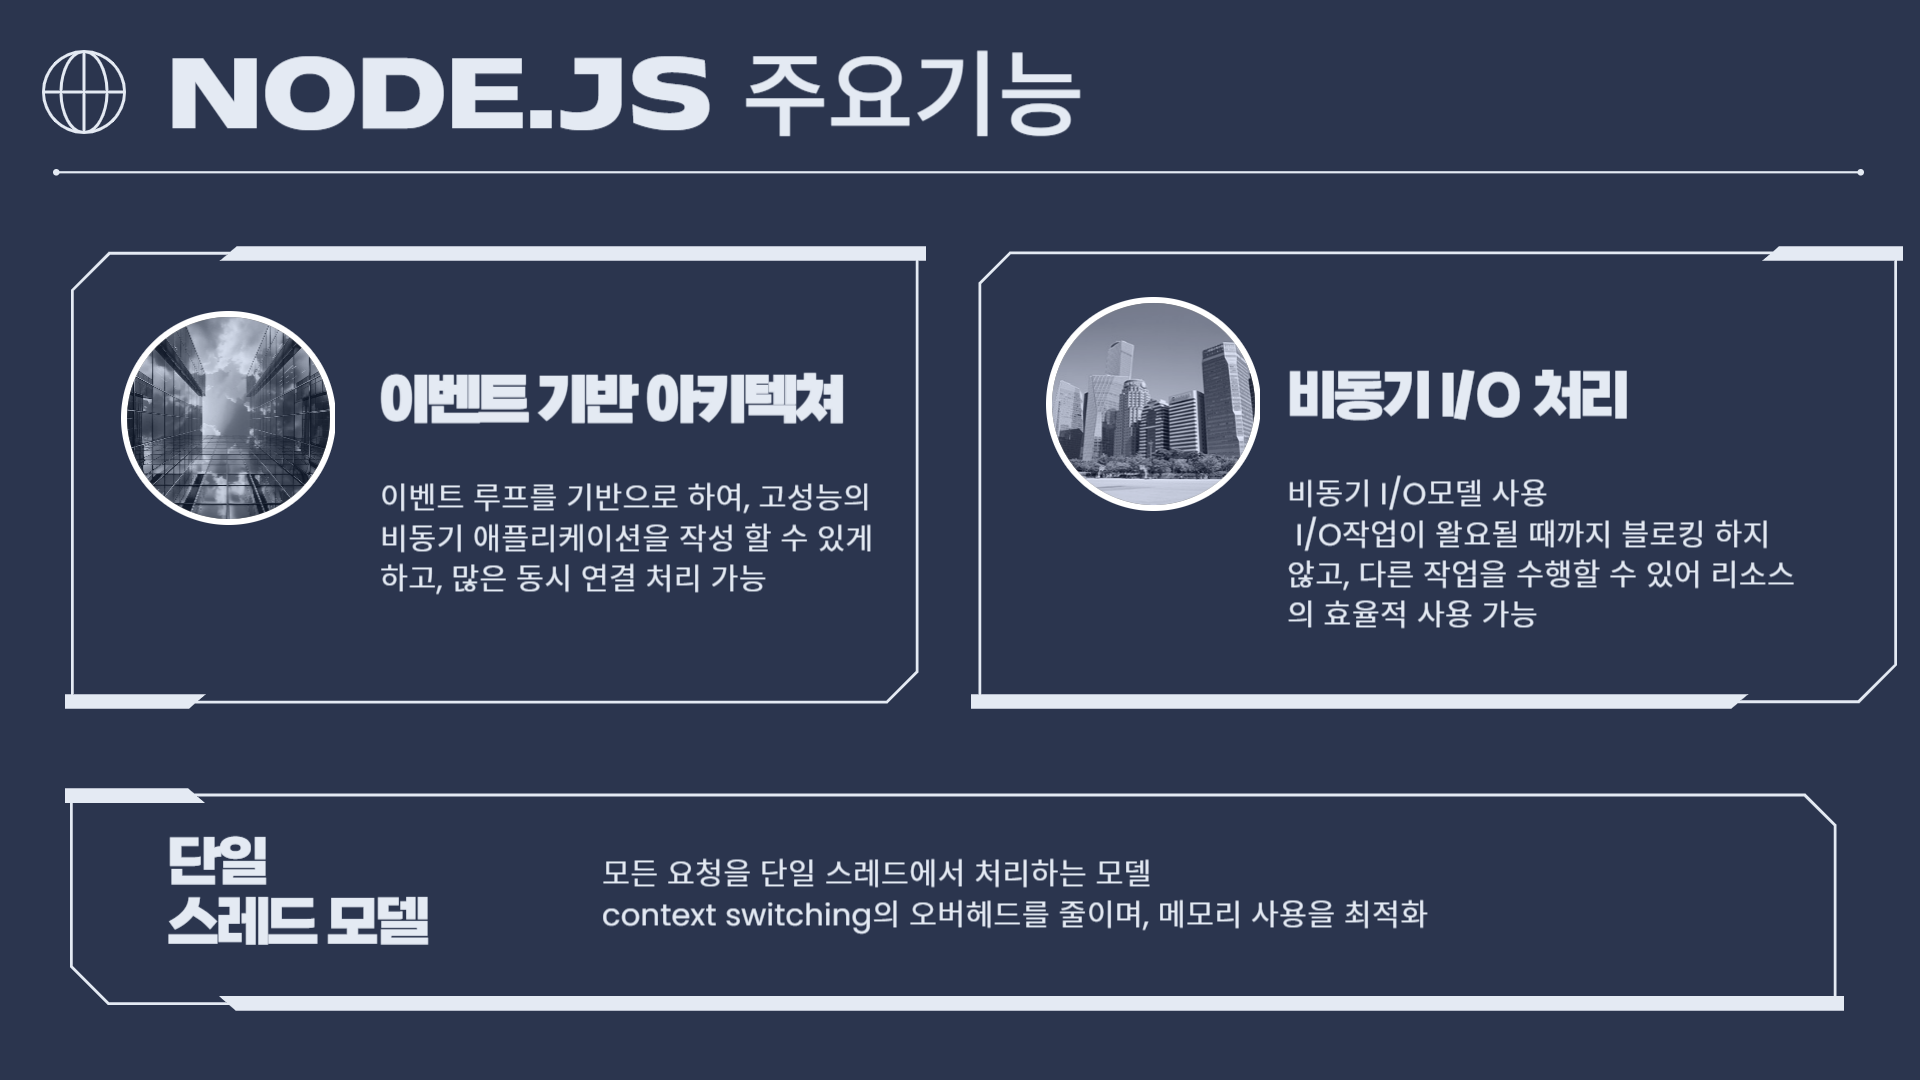 NODE.JS 주요기능
이벤트 기반 아키텍쳐
이벤트 루프를 기반으로 하여, 고성능의
비동기 애플리케이션을 작성 할 수 있게
하고, 많은 동시 연결 처리 가능
비동기 I/O 처리
비동기 I/O모델 사용
I/O작업이 왈요될 때까지 블로킹 하지
않고, 다른 작업을 수행할 수 있어 리소스
의 효율적 사용 가능
단일
스레드 모델
모든 요청을 단일 스레드에서 처리하는 모델
context switching의 오버헤드를 줄이며, 메모리 사용을 최적화